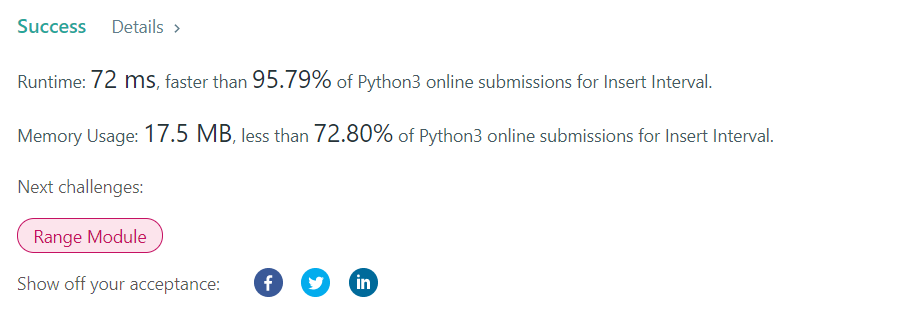 Success Details >
Runtime: 72 ms, faster than 95.79% of Python3 online submissions for Insert Interval.
Memory Usage: 17.5 MB, less than 72.80% of Python3 online submissions for Insert Interval.
Next challenges:
Range Module
Show off your acceptance: f in